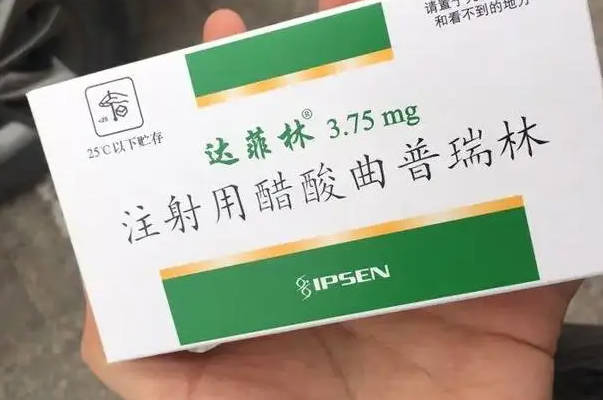 和看不到的地方
<25
25℃以下贮存
达菲林® 3.75 mg
注射用醋酸曲普瑞林
IPSEN